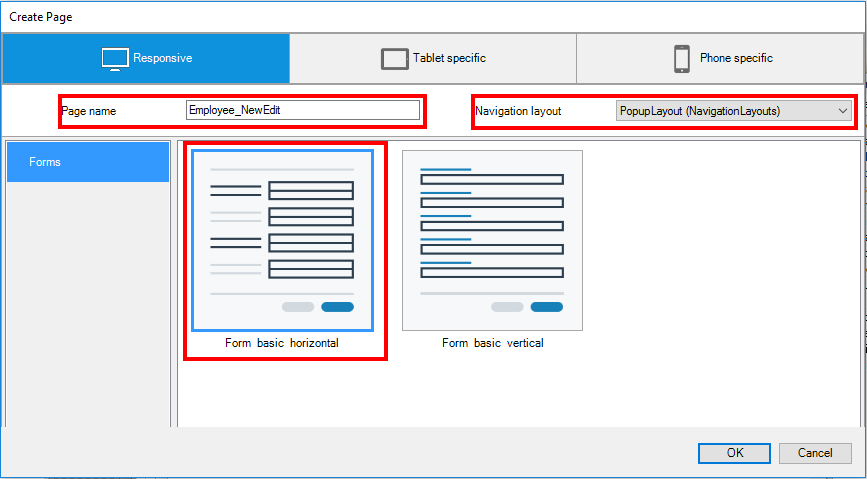 Create Page
Responsive
Tablet specific
Phone specific
Page name
Employee_NewEdit
Navigation layout
PopupLayout (NavigationLayouts)
Forms
Form basic horizontal
Form basic vertical
OK
Cancel